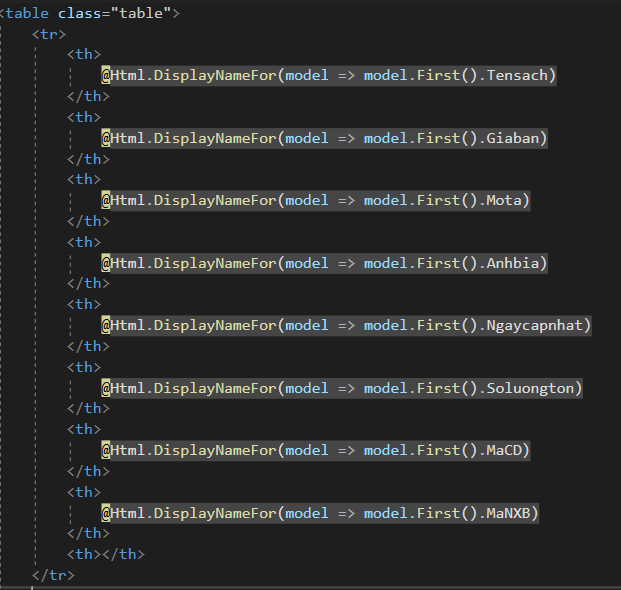 <table class="table">
<tr>
<th>
@Html.DisplayNameFor(model => model.First().Tensach)
</th>
<th>
@Html.DisplayNameFor(model => model.First().Giaban)
</th>
<th>
@Html.DisplayNameFor(model => model.First().Mota)
</th>
<th>
@Html.DisplayNameFor(model => model.First().Anhbia)
</th>
<th>
@Html.DisplayNameFor(model => model.First().Ngaycapnhat)
</th>
<th>
@Html.DisplayNameFor(model => model.First().Soluongton)
</th>
<th>
@Html.DisplayNameFor(model => model.First().MaCD)
</th>
<th>
@Html.DisplayNameFor(model => model.First().MaNXB)
</th>
<th></th>
</tr>